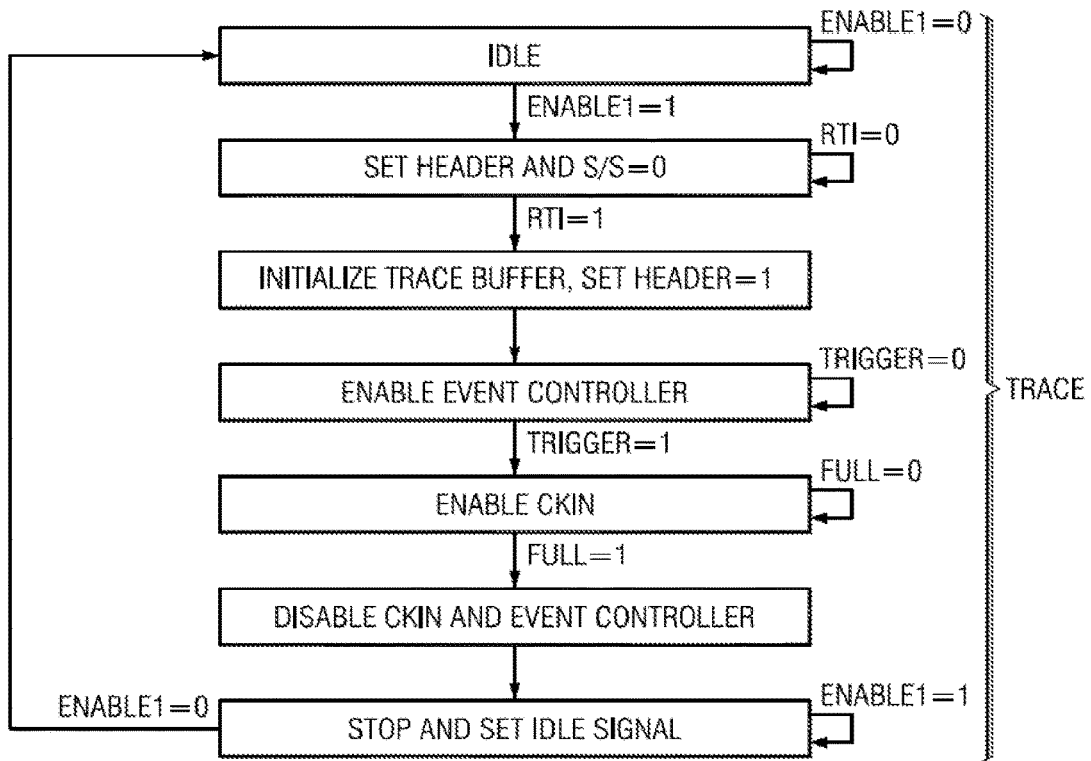 ENABLE1=0
IDLE
ENABLE1=1
RTI=0
SET HEADER AND S/S=0
RTI=1
INITIALIZE TRACE BUFFER, SET HEADER=1
TRIGGER=0
ENABLE EVENT CONTROLLER
TRACE
TRIGGER=1
FULL=0
ENABLE CKIN
FULL=1
DISABLE CKIN AND EVENT CONTROLLER
ENABLE1=0
ENABLE1=1
STOP AND SET IDLE SIGNAL